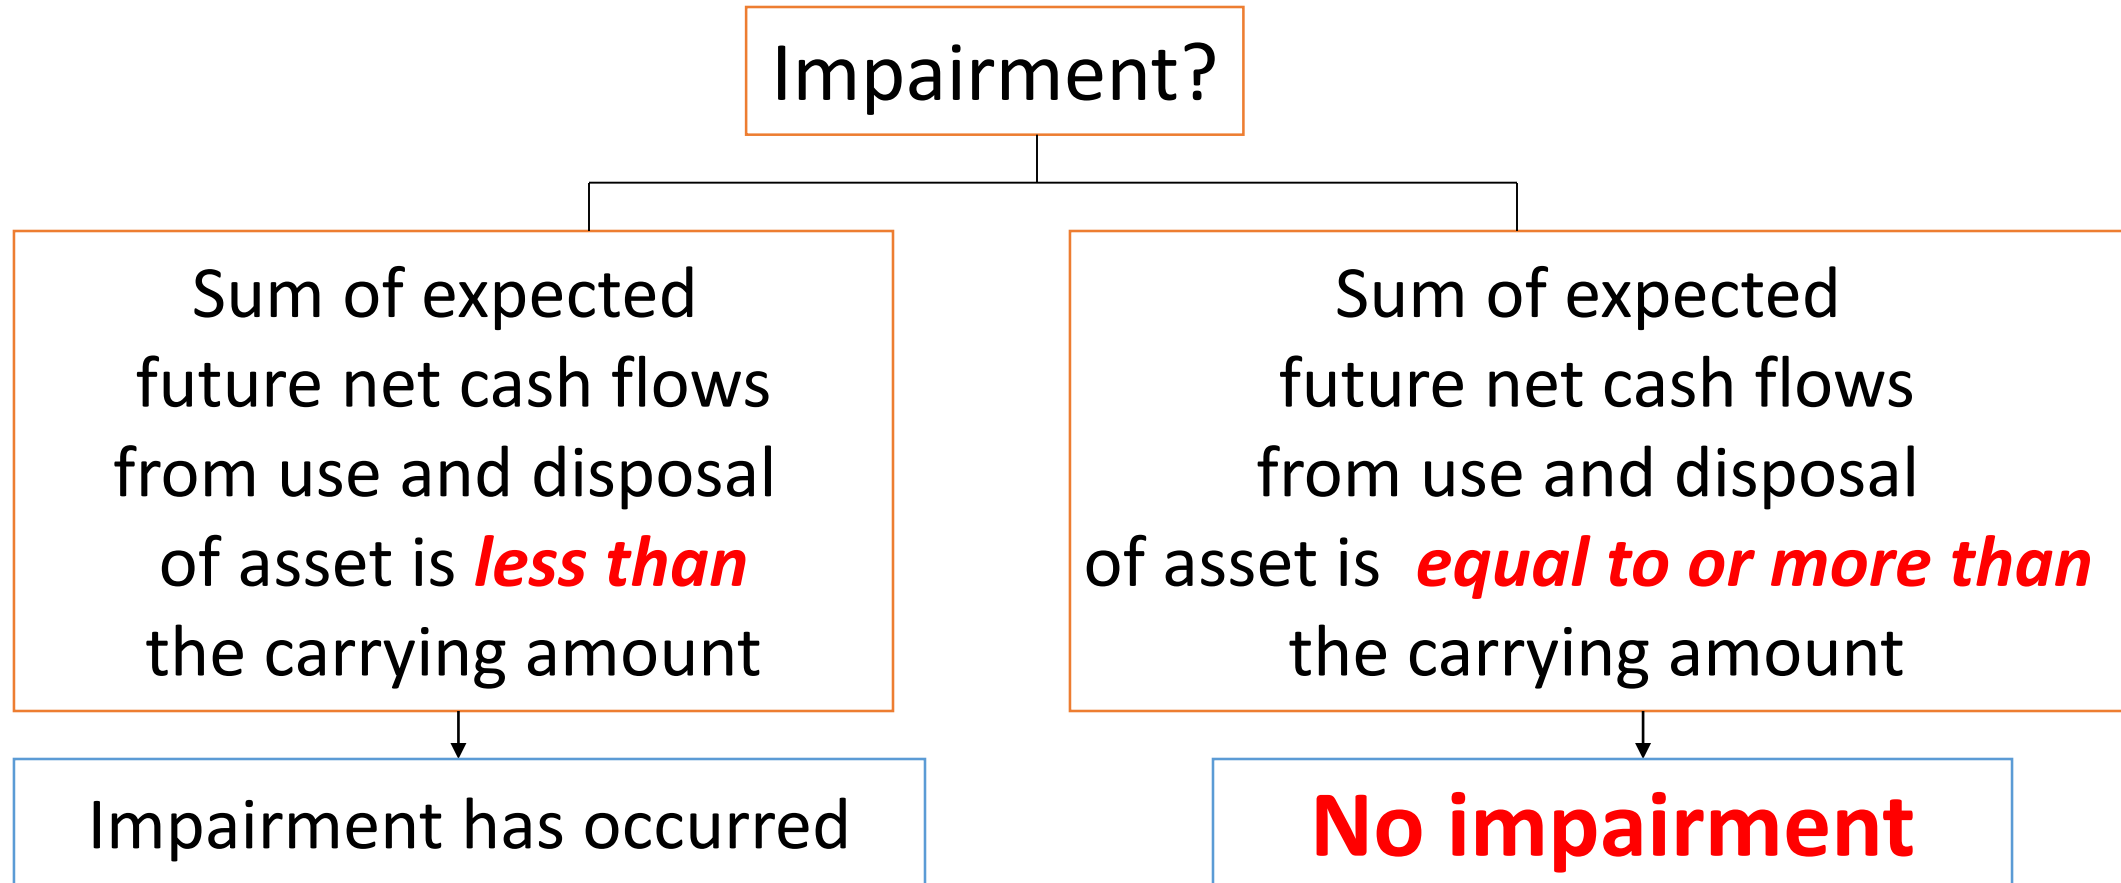 Impairment?
Sum of expected
future net cash flows
from use and disposal
of asset is less than
the carrying amount
Sum of expected
future net cash flows
from use and disposal
of asset is equal to or more than
the carrying amount
Impairment has occurred
No impairment